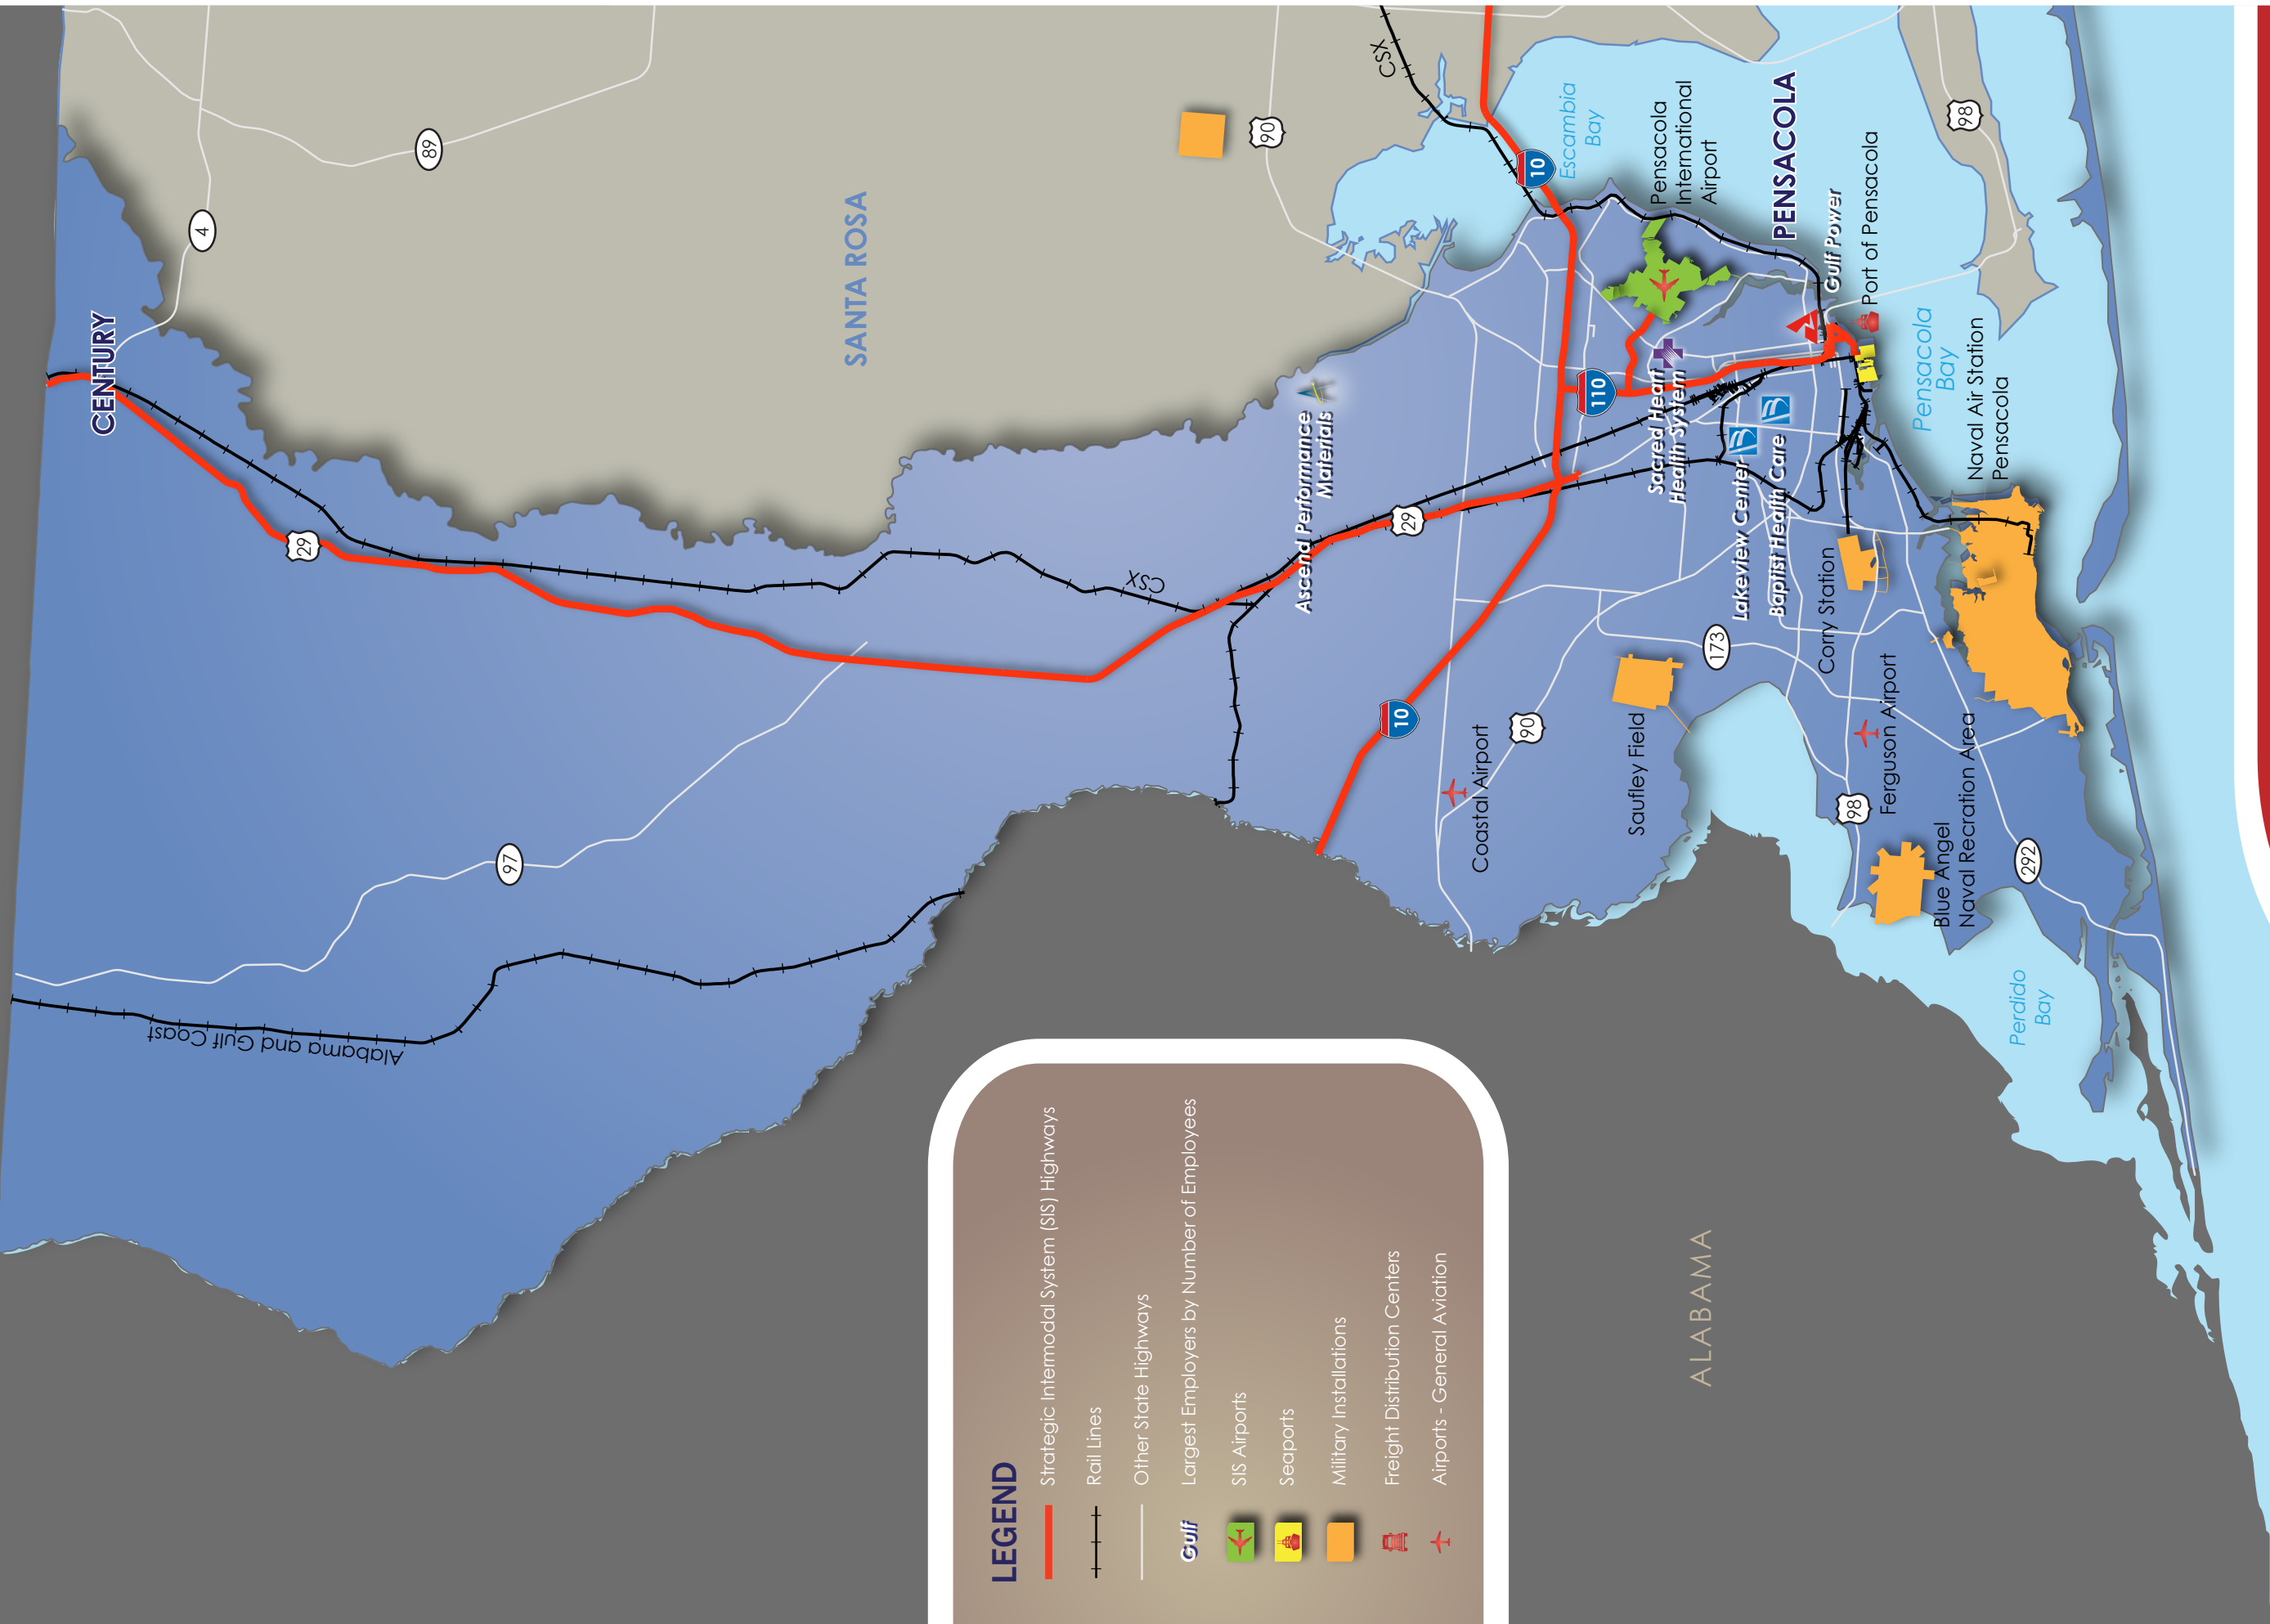 CENTURY
4
89
29
97
Alabama and Gulf Coast
SANTA ROSA
90
CSX
CSX
Ascend Performance
Materials
29
10
10
Escambia
Bay
Pensacola
International
Airport
110
Sacred Heart
Health System
PENSACOLA
Gulf Power
Port of Pensacola
Lakeview Center
Baptist Health Care
Pensacola
Bay
98
Naval Air Station
Pensacola
Corry Station
173
Saufley Field
90
Coastal Airport
Ferguson Airport
98
Blue Angel
Naval Recration Area
292
Perdido
Bay
ALABAMA
LEGEND
Strategic Intermodal System (SIS) Highways
Rail Lines
Other State Highways
Gulf
Largest Employers by Number of Employees
SIS Airports
Seaports
Military Installations
Freight Distribution Centers
Airports - General Aviation